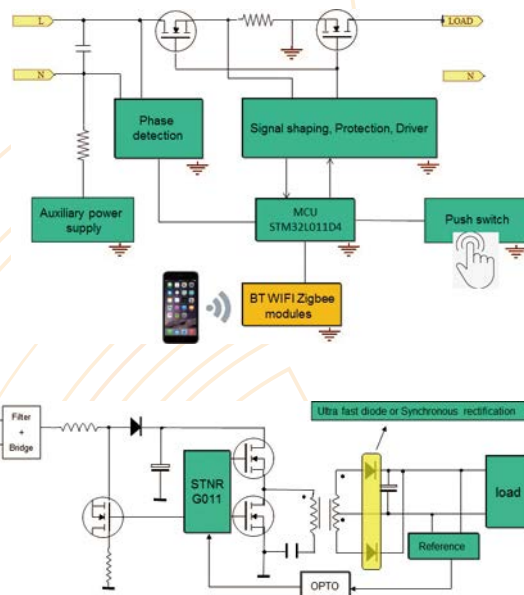 L
LOAD
N
N
Phase
detection
Signal shaping, Protection, Driver
Auxiliary power
supply
MCU
STM32L011D4
Push switch
BT WIFI Zigbee
modules
Filter
+
Bridge
Ultra fast diode or Synchronous rectification
STNR
G011
load
Reference
OPTO